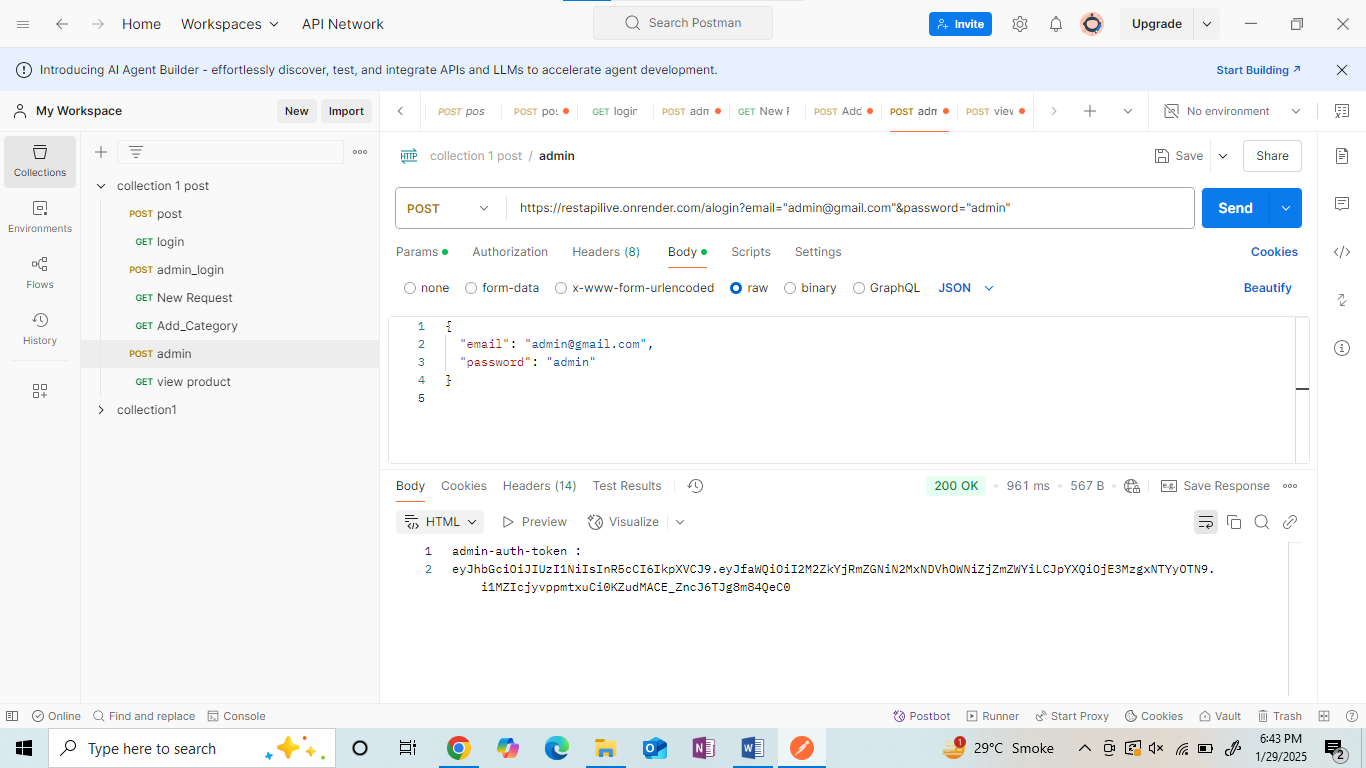 Home Workspaces API Network Search Postman Invite Upgrade
Introducing AI Agent Builder - effortlessly discover, test, and integrate APIs and LLMs to accelerate agent development. Start Building
My Workspace New Import
POST pos POST po: GET login POST adm GET New F POST Add POST adm POST view No environment
Collections
Environments
Flows
History
collection 1 post
POST post
GET login
POST admin_login
GET New Request
GET Add_Category
POST admin
GET view product
collection1
HTTP collection 1 post / admin Save Share
POST https://restapilive.onrender.com/alogin?email="admin@gmail.com"&password="admin" Send
Params Authorization Headers (8) Body Scripts Settings Cookies
none form-data x-www-form-urlencoded raw binary GraphQL JSON Beautify
1 {
2 "email": "admin@gmail.com",
3 "password": "admin"
4 }
5
Body Cookies Headers (14) Test Results 200 OK 961 ms 567 B e.g. Save Response
HTML Preview Visualize
1 admin-auth-token :
2 eyJhbGciOiJIUzI1NiIsInR5cCI6IkpXVCJ9.eyJfaWQiOiI2M2ZkYjRmZGNiN2MxNDVhOWNiZjZmZWYiLCJpYXQiOjE3MzgxNTYyOTN9.
i1MZIcjyvppmtxuCi0KZudMACE_ZncJ6TJg8m84QeC0
Online Find and replace Console Postbot Runner Start Proxy Cookies Vault Trash
Type here to search 1 29°C Smoke 6:43 PM
1/29/2025 2